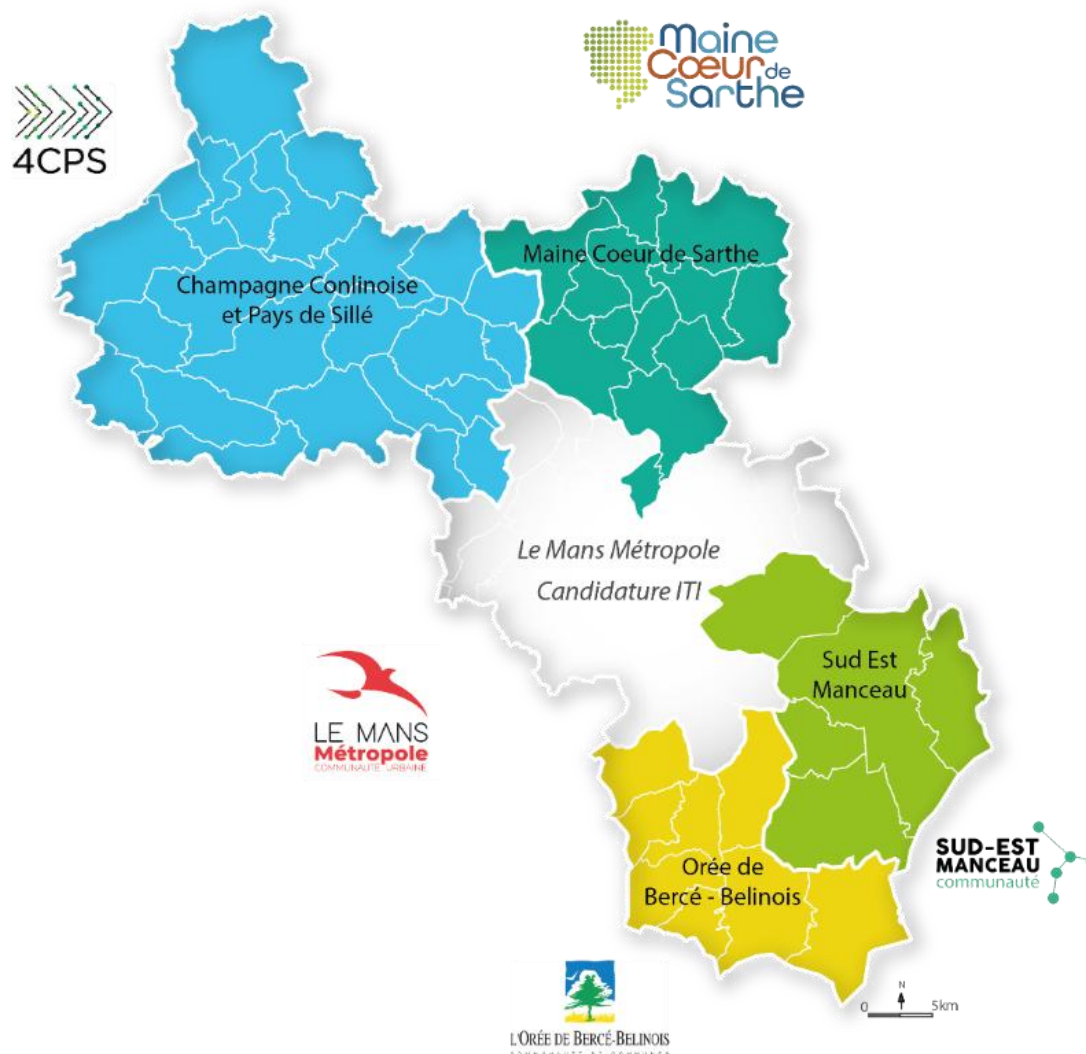 Maine
Cœur de
Sarthe
4CPS
Maine Coeur de Sarthe
Champagne Conlinoise
et Pays de Sillé
Le Mans Métropole
Candidature ITI
Sud Est
Manceau
LE MANS
Métropole
COMMUNAUTÉ URBAINE
SUD-EST
MANCEAU
communauté
Orée de
Bercé - Belinois
N
0 5km
L'ORÉE DE BERCÉ-BELINOIS